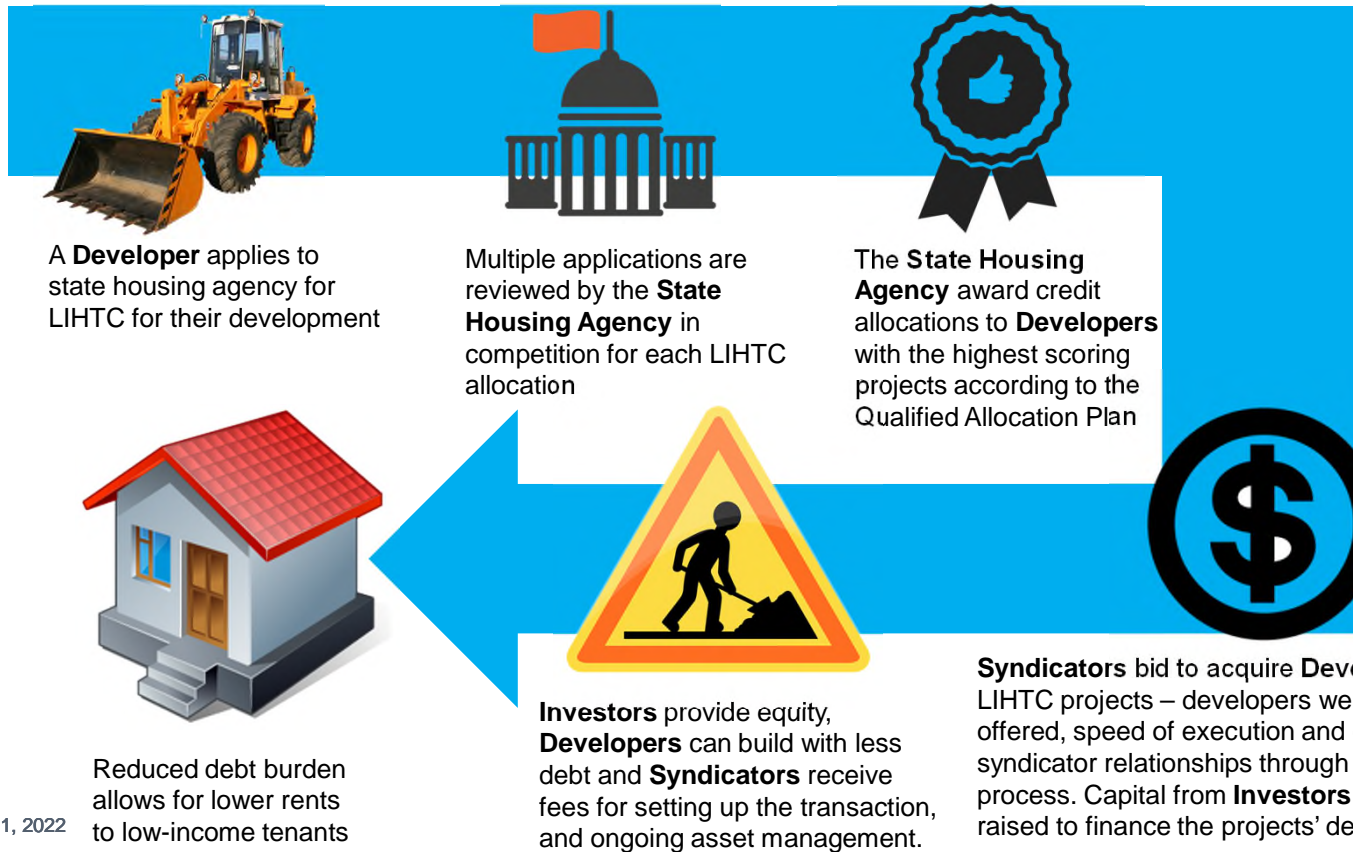 A Developer applies to
state housing agency for
LIHTC for their development
Multiple applications are
reviewed by the State
Housing Agency in
competition for each LIHTC
allocation
The State Housing
Agency award credit
allocations to Developers
with the highest scoring
projects according to the
Qualified Allocation Plan
Syndicators bid to acquire
LIHTC projects – developers
offered, speed of execution and
syndicator relationships through
process. Capital from Investors
raised to finance the projects’
Investors provide equity,
Developers can build with less
debt and Syndicators receive
fees for setting up the transaction,
and ongoing asset management.
Reduced debt burden
allows for lower rents
to low-income tenants
1, 2022